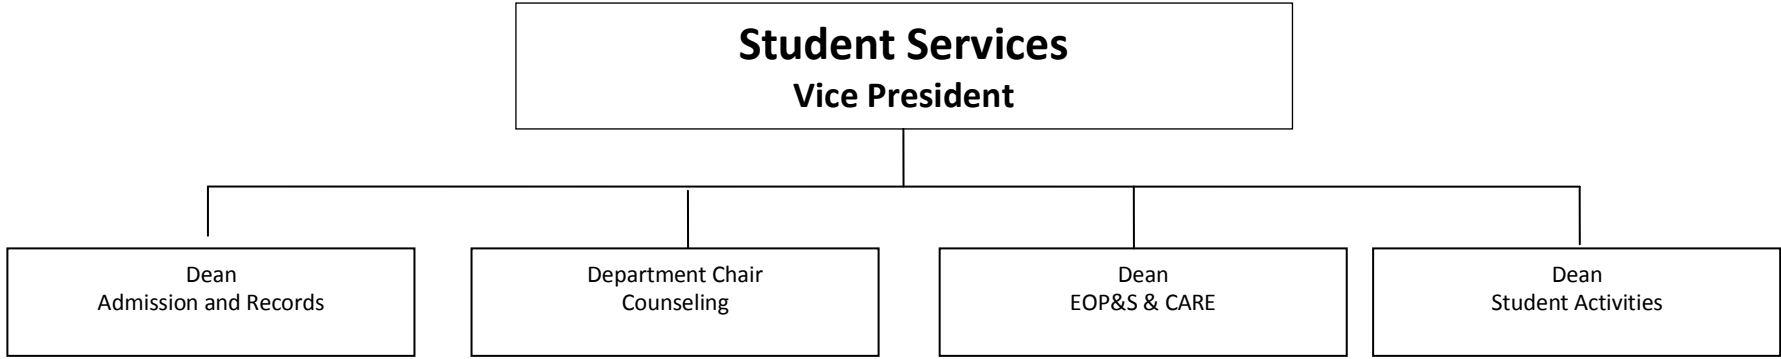 Student Services
Vice President
Dean
Admission and Records
Department Chair
Counseling
Dean
EOP&S & CARE
Dean
Student Activities